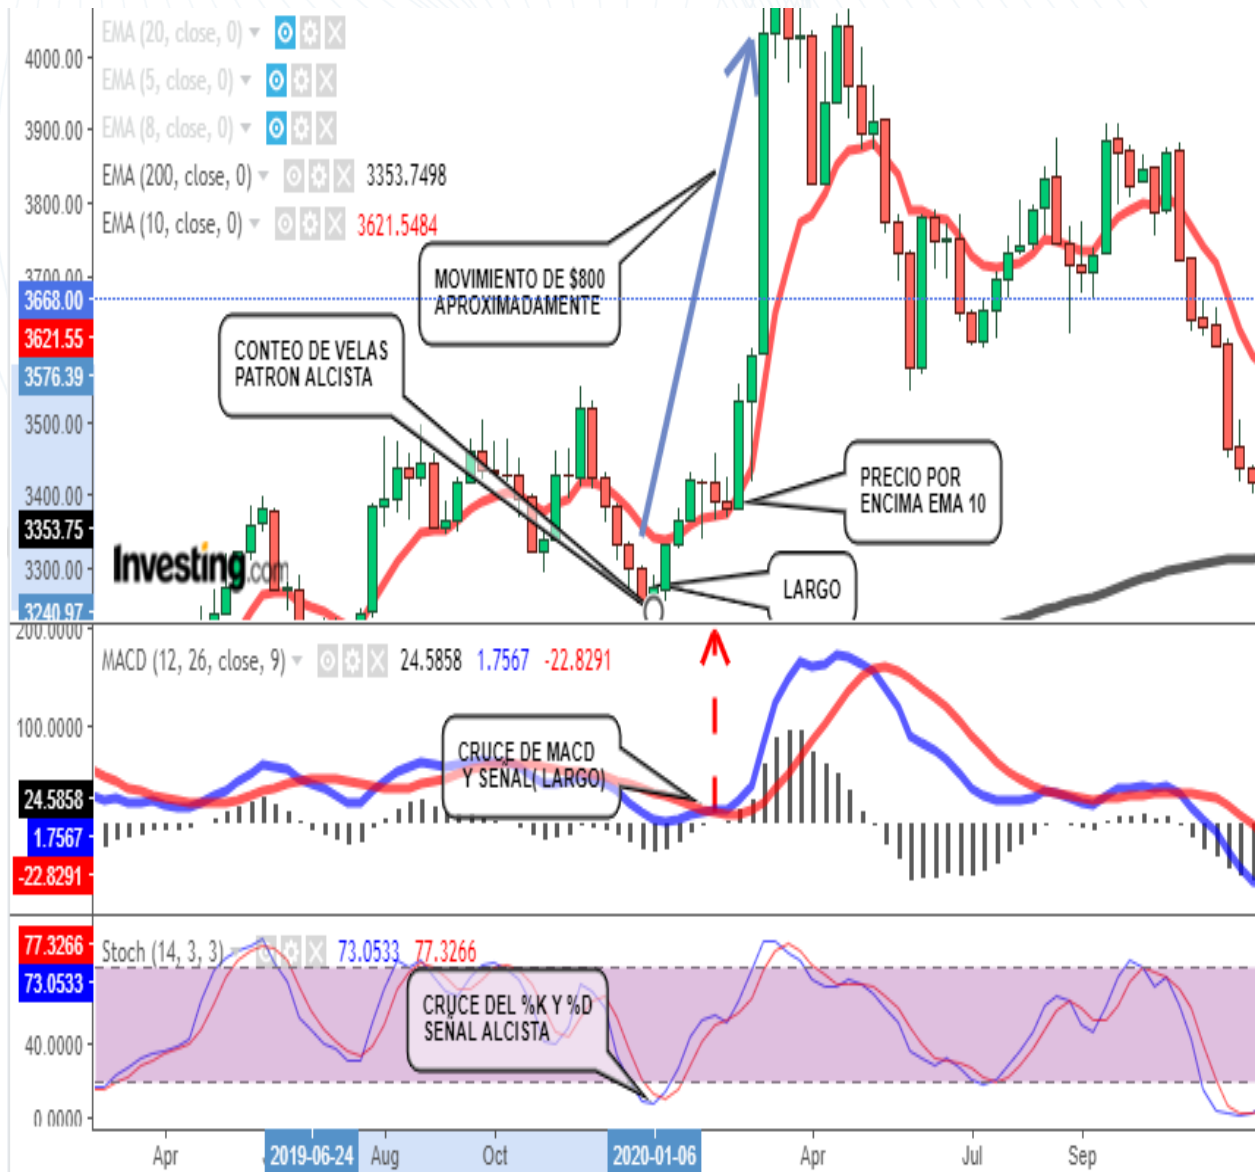 EMA (20, close, 0)
EMA (5, close, 0)
EMA (8, close, 0)
EMA (200, close, 0) 3353.7498
EMA (10, close, 0) 3621.5484
4000.00
3900.00
3800.00
3700.00
3668.00
3621.55
3576.39
3500.00
3400.00
3353.75
3300.00
3240.97
MOVIMIENTO DE $800
APROXIMADAMENTE
CONTEO DE VELAS
PATRON ALCISTA
PRECIO POR
ENCIMA EMA 10
LARGO
Investing.com
200.0000
MACD (12, 26, close, 9) 24.5858 1.7567 -22.8291
100.0000
24.5858
1.7567
-22.8291
CRUCE DE MACD
Y SEÑAL( LARGO)
77.3266
73.0533
40.0000
0.0000
Stoch (14, 3, 3) 73.0533 77.3266
CRUCE DEL %K Y %D
SEÑAL ALCISTA
Apr 2019-06-24 Aug Oct 2020-01-06 Apr Jul Sep